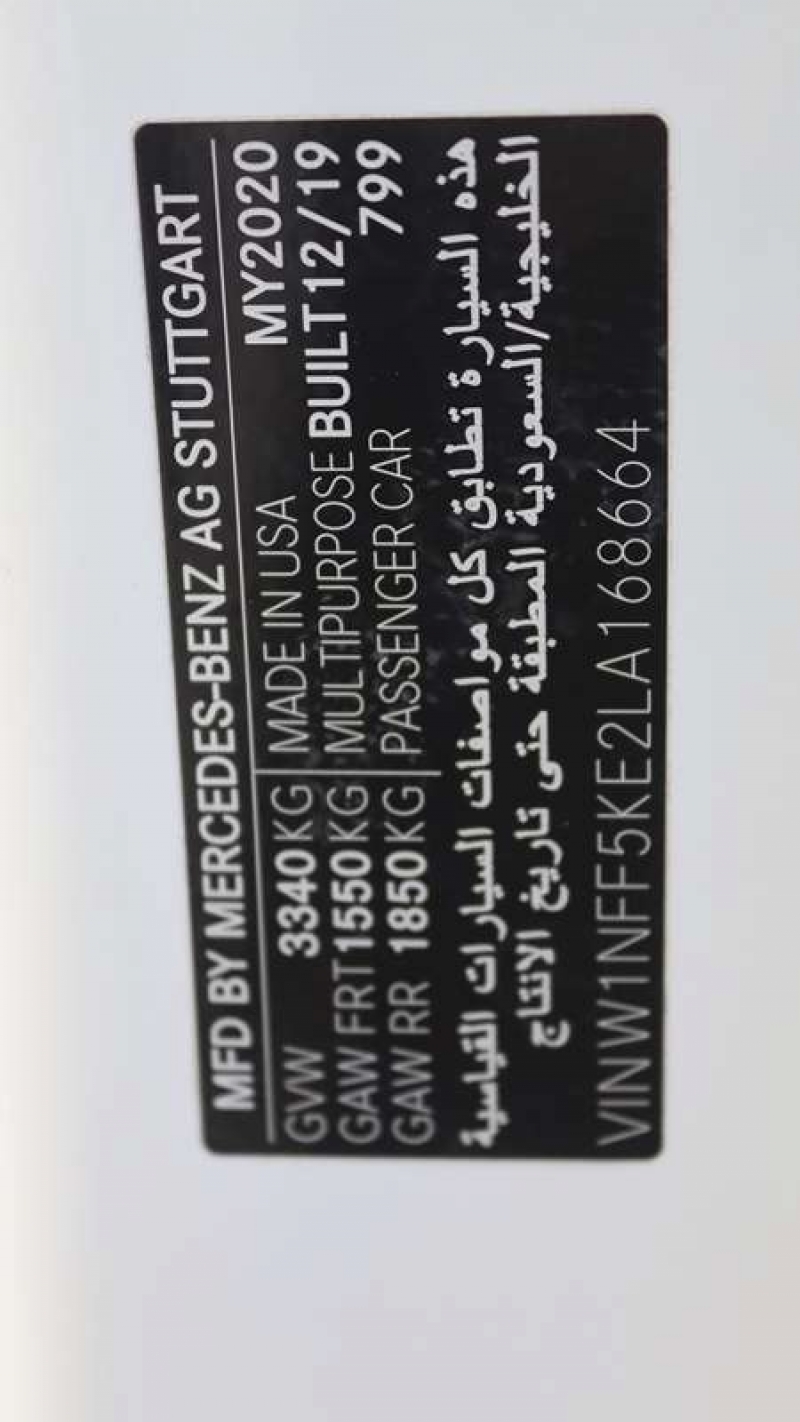 MFD BY MERCEDES-BENZ AG STUTTGART
GVW 3340KG MADE IN USA MY2020
GAW FRT 1550KG MULTIPURPOSE BUILT 12/19
GAW RR 1850KG PASSENGER CAR 799
هذه السيارة تطابق كل مواصفات السيارات القياسية
الخليجية/السعودية المطبقة حتى تاريخ الانتاج
VIN W1NFF5KE2LA168664